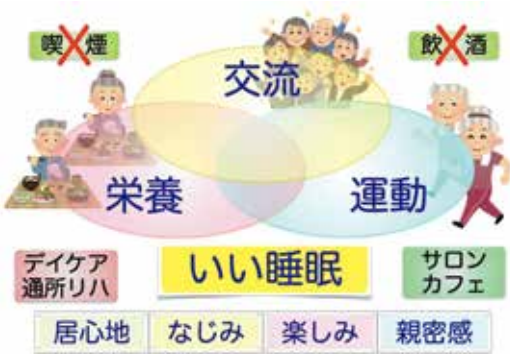 喫煙
飲酒
交流
栄養
運動
デイケア
通所リハ
いい睡眠
サロン
カフェ
居心地
なじみ
楽しみ
親密感